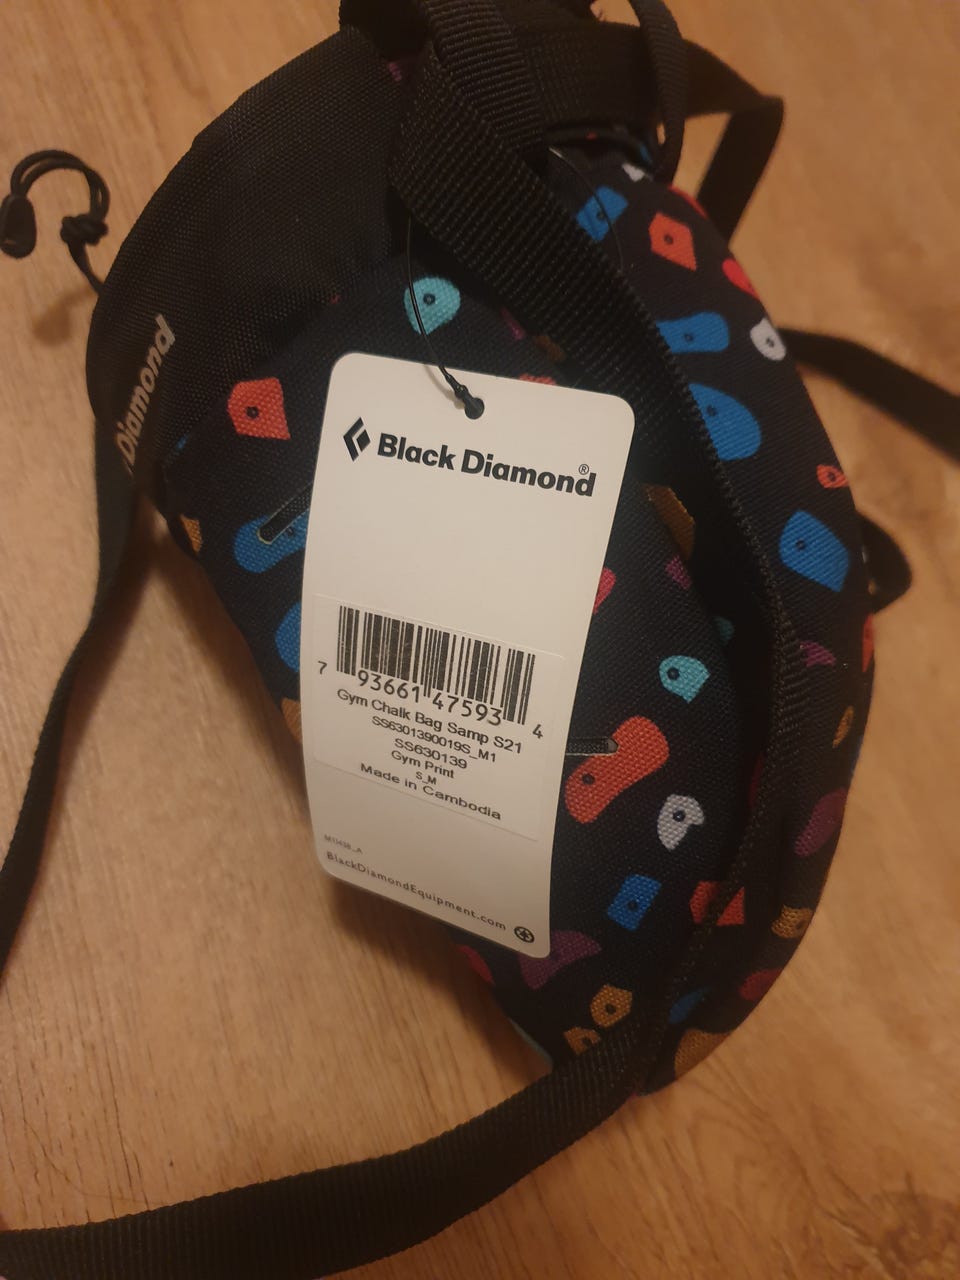 Diamond
Black Diamond®
7 93661 47593 4
Gym Chalk Bag Samp S21
SS6301390019S_M1
SS630139
Gym Print
S_M
Made in Cambodia
BlackDiamondEquipment.com